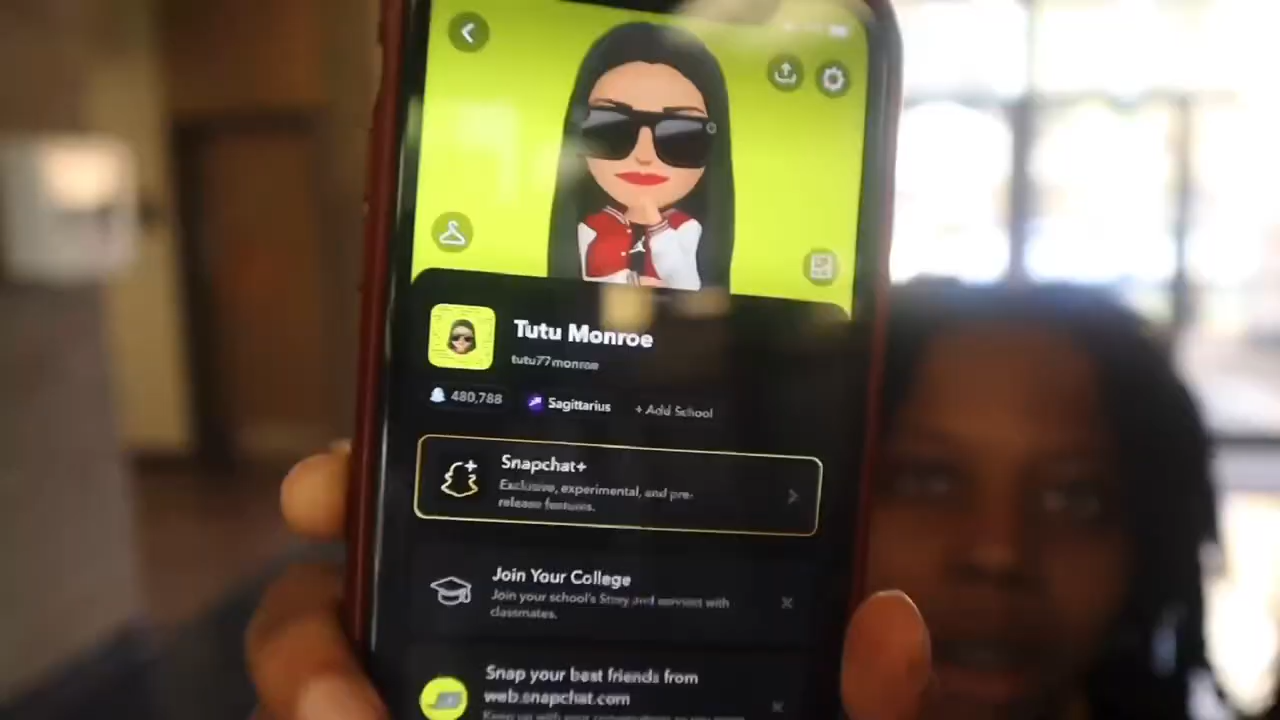 Tutu Monroe
tutu77monroe
480,788 Sagittarius + Add School
Snapchat+
Exclusive, experimental, and pre-
release features.
Join Your College
Join your school's Story and connect with
classmates.
Snap your best friends from
web.snapchat.com